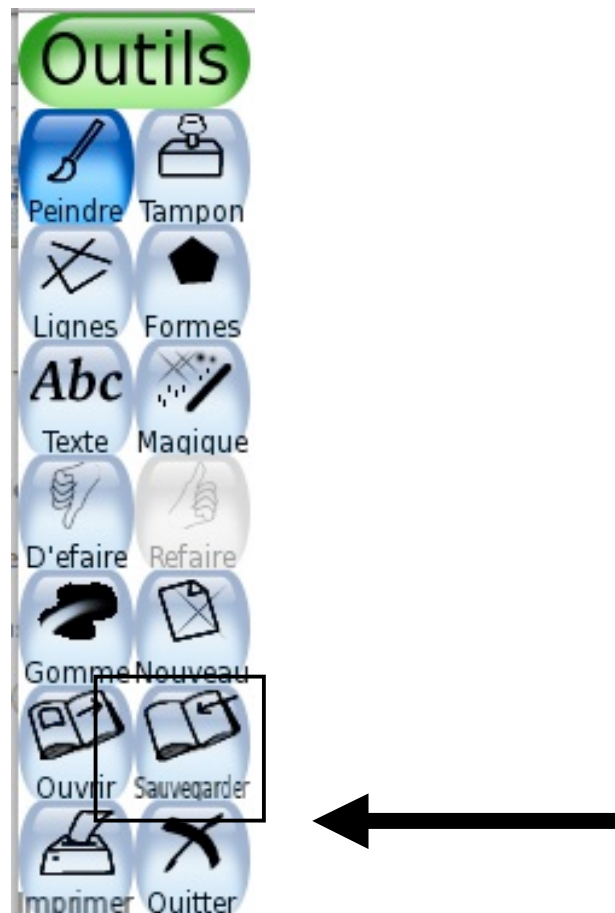 Outils
Peindre Tampon
Lignes Formes
Abc
Texte Magique
D'efaire Refaire
Gomme Nouveau
Ouvrir Sauvegarder
Imprimer Quitter